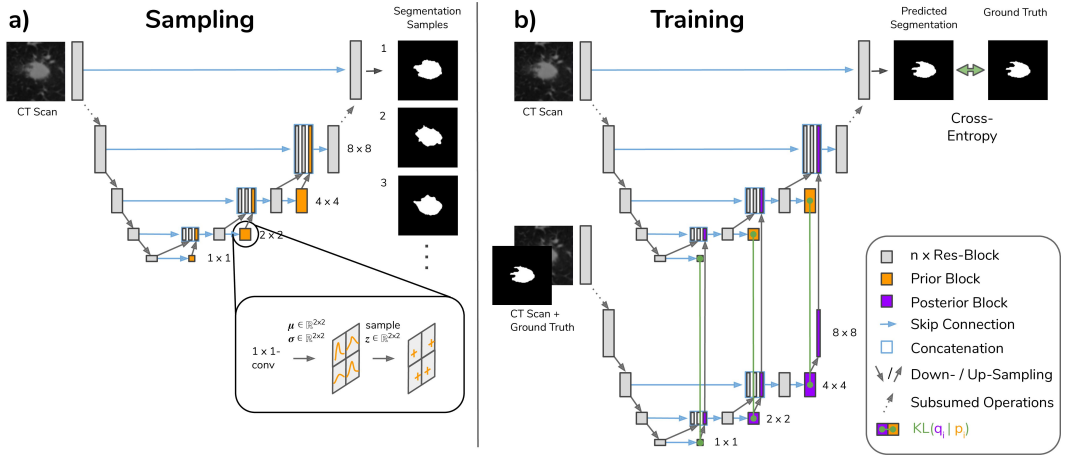 a)
Sampling
Segmentation
Samples
1
CT Scan
2
8 x 8
3
4 x 4
2 x 2
1 x 1
μ ∈ ℝ²ˣ²
σ ∈ ℝ²ˣ²
sample
z ∈ ℝ²ˣ²
1 x 1-
conv
b)
Training
Predicted
Segmentation
Ground Truth
CT Scan
Cross-
Entropy
CT Scan +
Ground Truth
8 x 8
4 x 4
2 x 2
1 x 1
n x Res-Block
Prior Block
Posterior Block
Skip Connection
Concatenation
/ Down- / Up-Sampling
Subsumed Operations
KL(qᵢ | pᵢ)